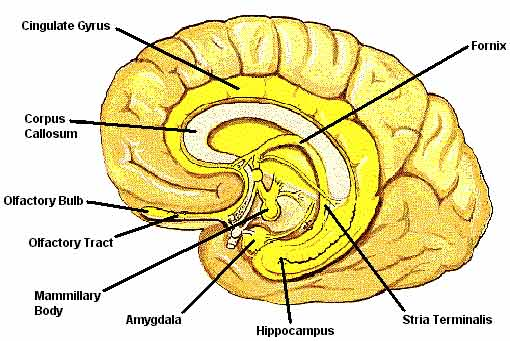 Cingulate Gyrus
Fornix
Corpus
Callosum
Olfactory Bulb
Olfactory Tract
Mammillary
Body
Amygdala
Hippocampus
Stria Terminalis